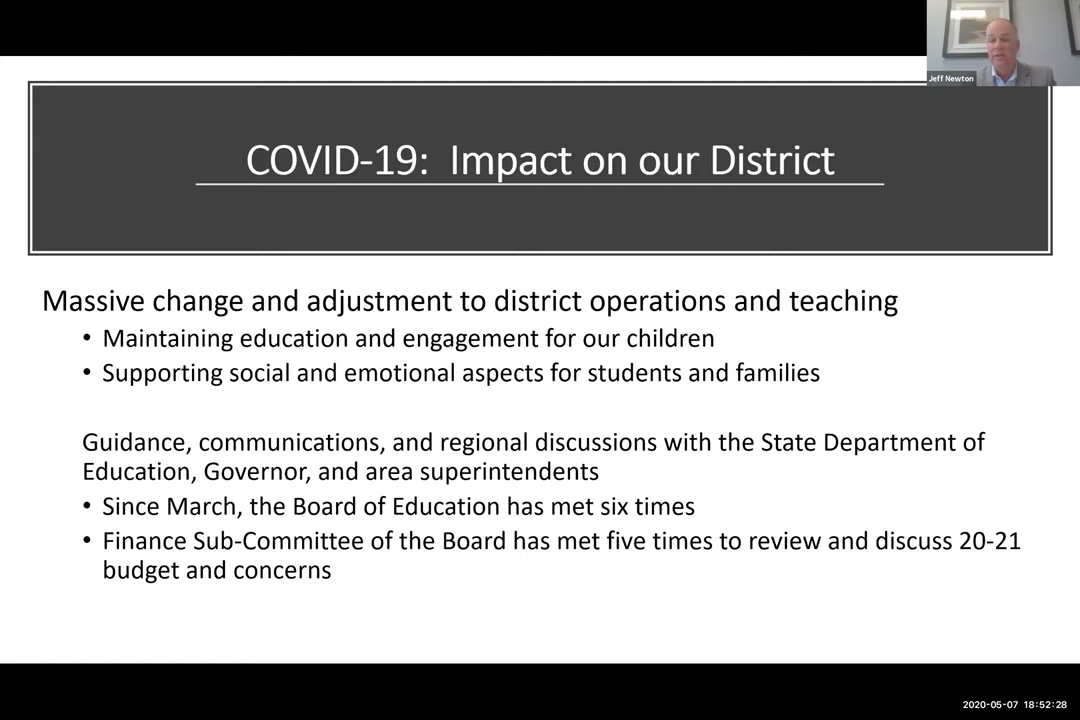 Jeff Newton
COVID-19: Impact on our District
Massive change and adjustment to district operations and teaching
• Maintaining education and engagement for our children
• Supporting social and emotional aspects for students and families
Guidance, communications, and regional discussions with the State Department of
Education, Governor, and area superintendents
• Since March, the Board of Education has met six times
• Finance Sub-Committee of the Board has met five times to review and discuss 20-21
budget and concerns
2020-05-07 18:52:28